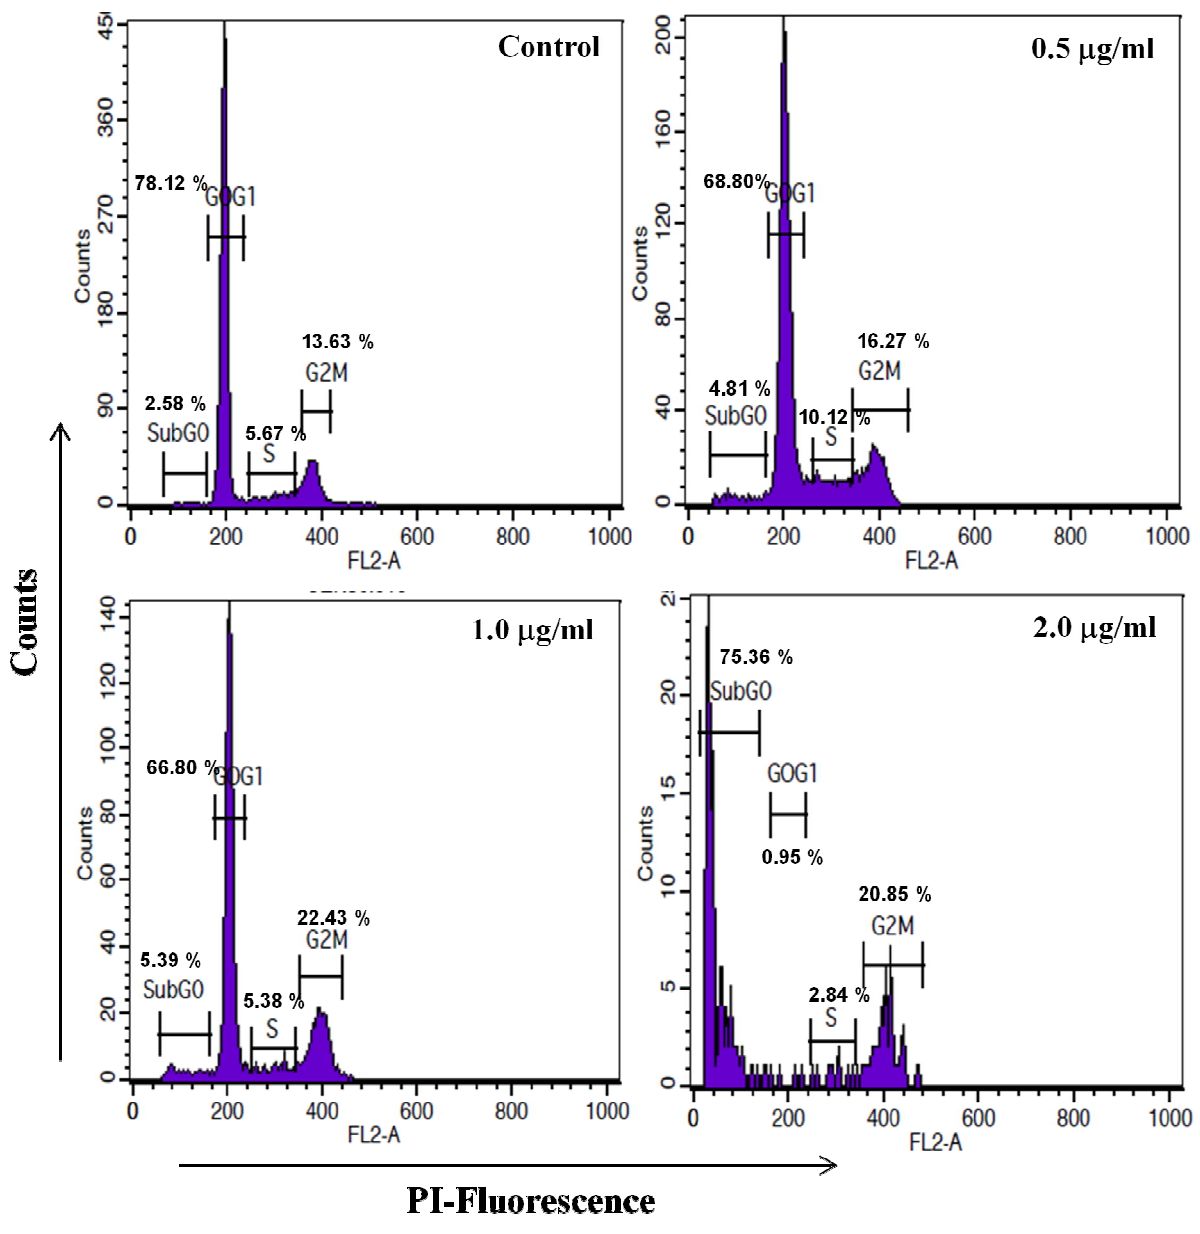 Control
450
360
270
180
90
0
Counts
78.12 %
G0G1
13.63 %
G2M
2.58 %
SubG0
5.67 %
S
0 200 400 600 800 1000
FL2-A
0.5 µg/ml
200
160
120
80
40
0
Counts
68.80%
G0G1
16.27 %
G2M
4.81 %
SubG0
10.12 %
S
0 200 400 600 800 1000
FL2-A
1.0 µg/ml
140
120
100
80
60
40
20
0
Counts
66.80 %
G0G1
22.43 %
G2M
5.39 %
SubG0
5.38 %
S
0 200 400 600 800 1000
FL2-A
2.0 µg/ml
20
15
10
5
0
Counts
75.36 %
SubG0
G0G1
0.95 %
20.85 %
G2M
2.84 %
S
0 200 400 600 800 1000
FL2-A
Counts
PI-Fluorescence